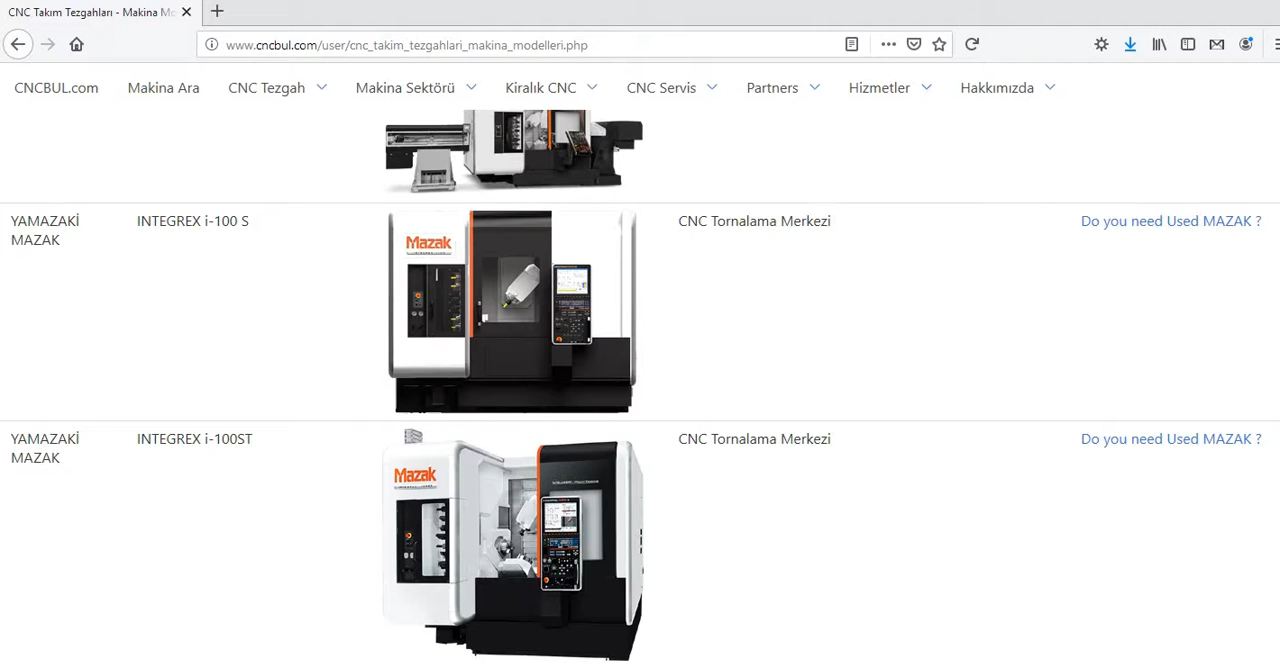 CNC Takım Tezgahları - Makina Mo
www.cncbul.com/user/cnc_takim_tezgahlari_makina_modelleri.php
CNCBUL.com Makina Ara CNC Tezgah Makina Sektörü Kiralık CNC CNC Servis Partners Hizmetler Hakkımızda
YAMAZAKİ MAZAK
INTEGREX i-100 S
Mazak
CNC Tornalama Merkezi
Do you need Used MAZAK ?
YAMAZAKİ MAZAK
INTEGREX i-100ST
Mazak
CNC Tornalama Merkezi
Do you need Used MAZAK ?